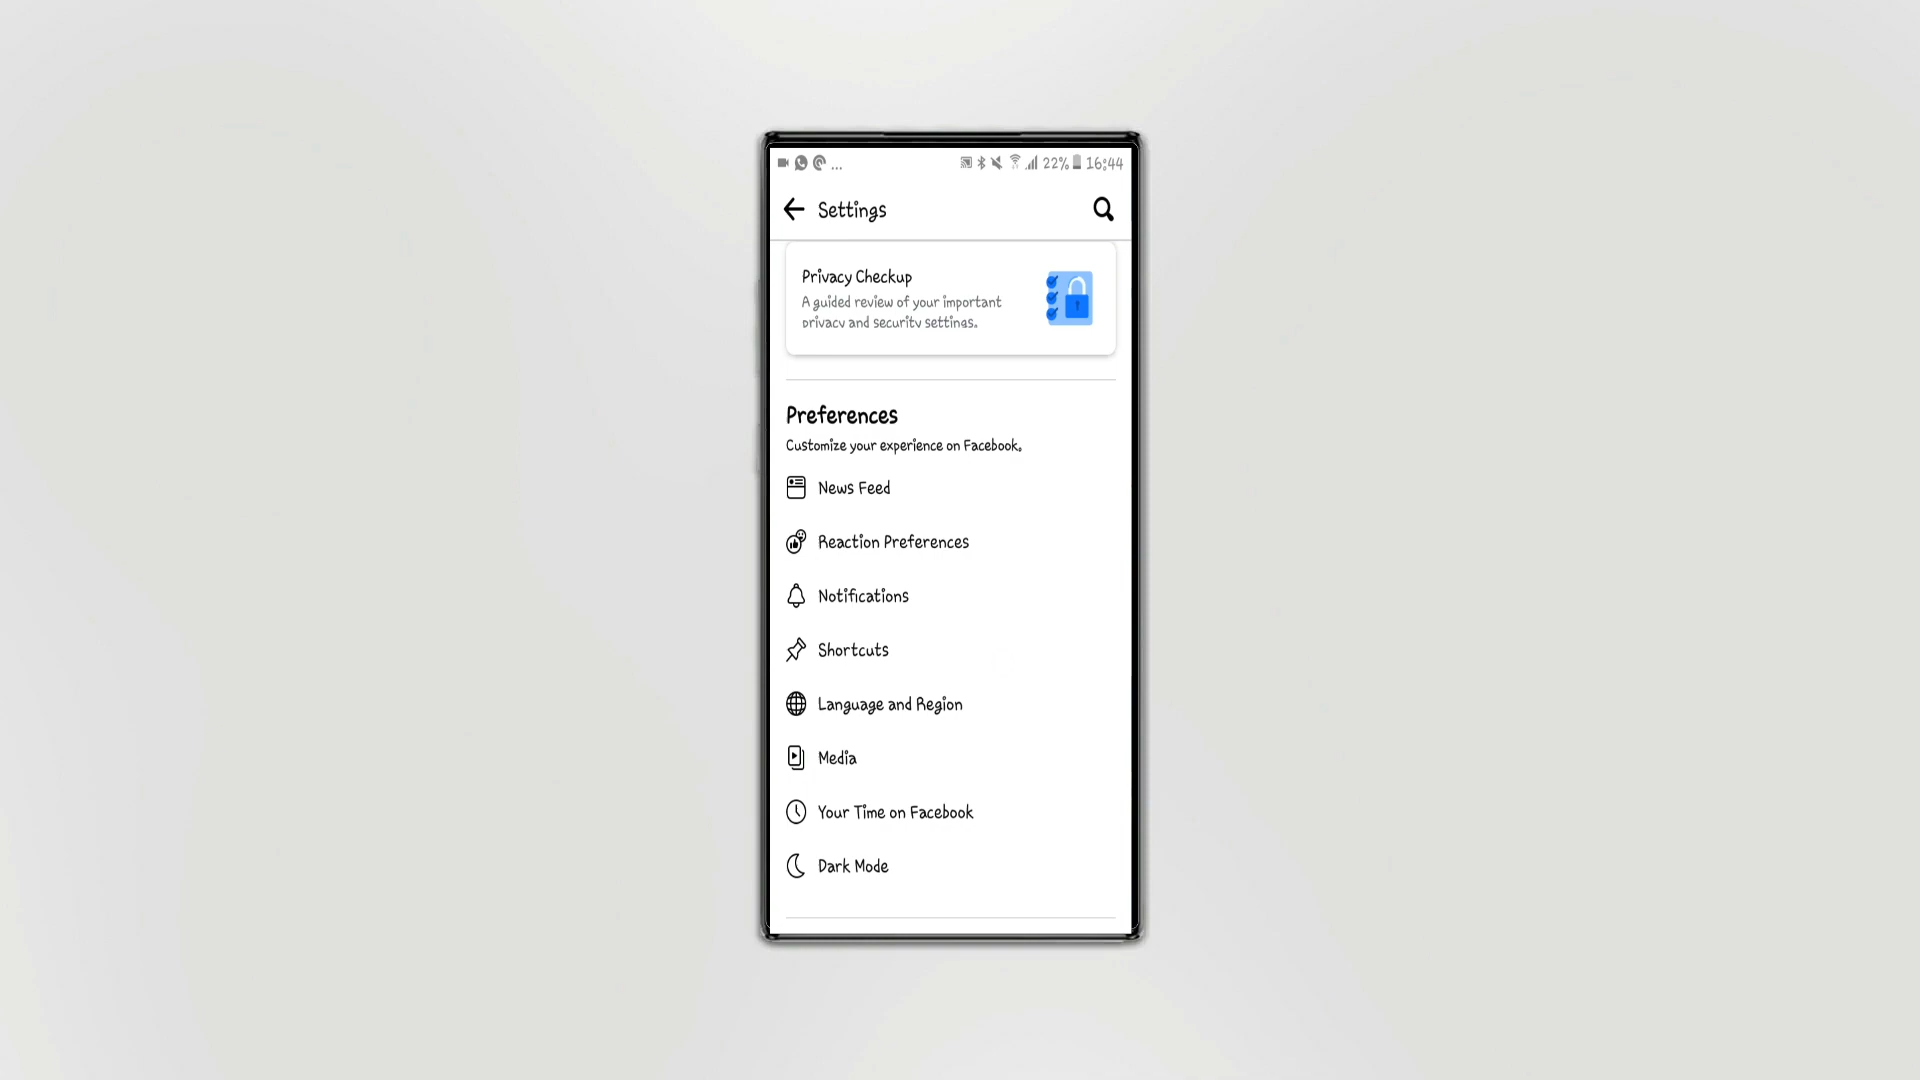 ... 22% 16:44
Settings
Privacy Checkup
A guided review of your important
privacy and security settings.
Preferences
Customize your experience on Facebook.
News Feed
Reaction Preferences
Notifications
Shortcuts
Language and Region
Media
Your Time on Facebook
Dark Mode